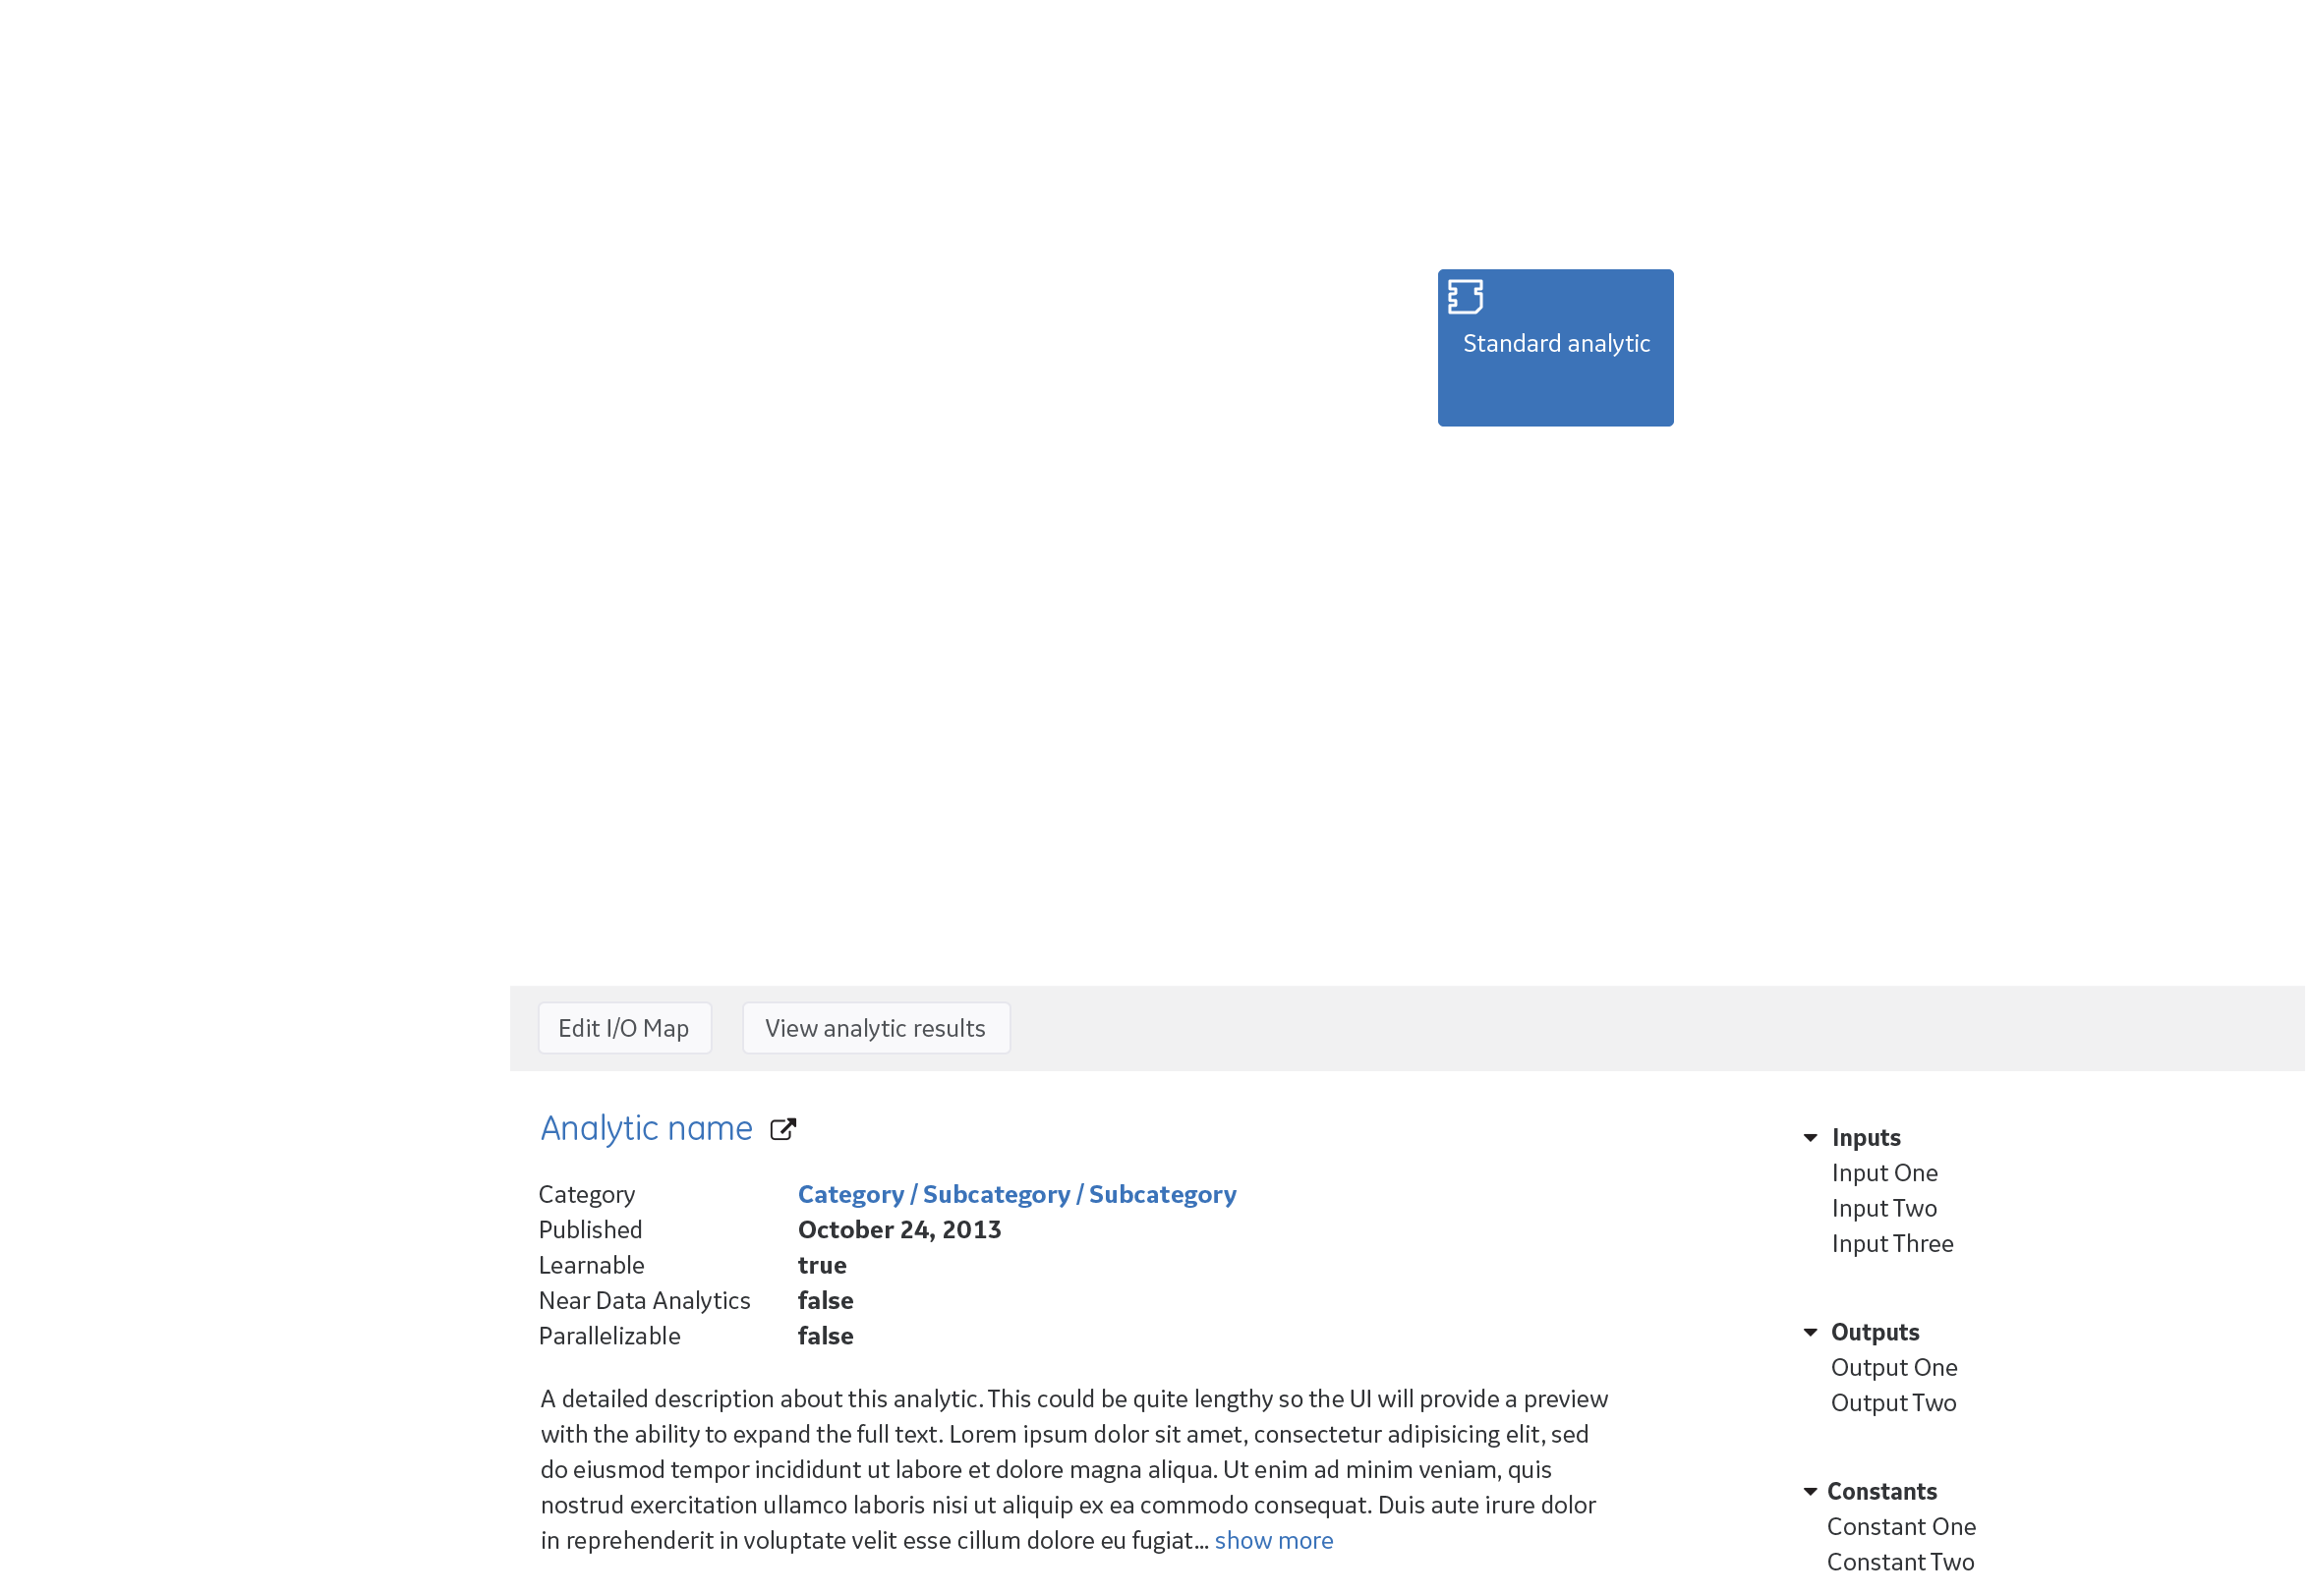 Standard analytic
Edit I/O Map
View analytic results
Analytic name
Category Category / Subcategory / Subcategory
Published October 24, 2013
Learnable true
Near Data Analytics false
Parallelizable false
A detailed description about this analytic. This could be quite lengthy so the UI will provide a preview
with the ability to expand the full text. Lorem ipsum dolor sit amet, consectetur adipisicing elit, sed
do eiusmod tempor incididunt ut labore et dolore magna aliqua. Ut enim ad minim veniam, quis
nostrud exercitation ullamco laboris nisi ut aliquip ex ea commodo consequat. Duis aute irure dolor
in reprehenderit in voluptate velit esse cillum dolore eu fugiat... show more
Inputs
Input One
Input Two
Input Three
Outputs
Output One
Output Two
Constants
Constant One
Constant Two